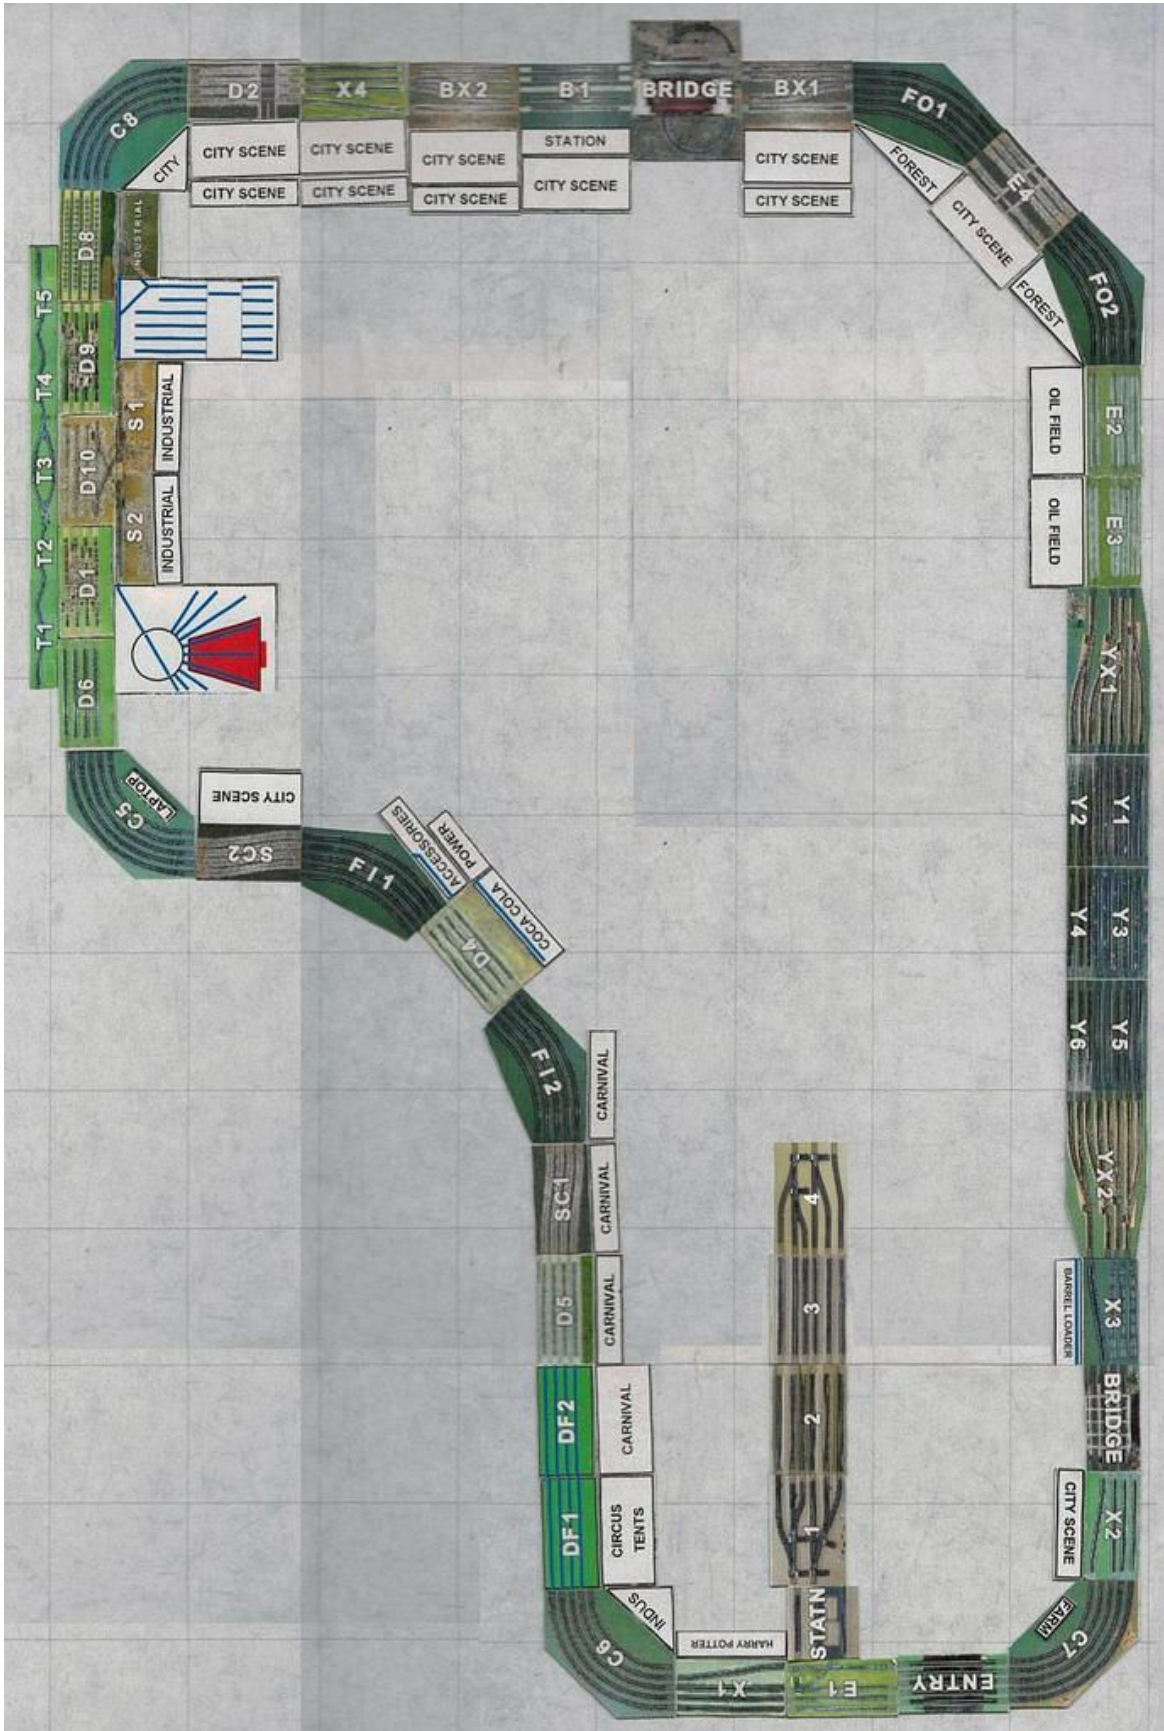 D2
X4
BX2
B1
BRIDGE
BX1
FO1
C8
CITY
CITY SCENE
CITY SCENE
CITY SCENE
STATION
CITY SCENE
CITY SCENE
CITY SCENE
CITY SCENE
CITY SCENE
CITY SCENE
FOREST
E4
CITY SCENE
FO2
FOREST
D8
INDUSTRIAL
T5
D9
T4
S1
INDUSTRIAL
T3
D10
S2
INDUSTRIAL
T2
D1
T1
D6
OIL FIELD
E2
OIL FIELD
E3
YX1
Y2
Y1
Y4
Y3
Y6
Y5
YX2
C5
LAPTOP
CITY SCENE
SC2
FI1
ACCESSORIES
POWER
COCA COLA
D4
FI2
CARNIVAL
SC1
CARNIVAL
D5
CARNIVAL
DF2
CARNIVAL
DF1
CIRCUS
TENTS
4
3
2
1
STATN
BARREL LOADER
X3
BRIDGE
CITY SCENE
X2
FARM
C7
C6
INDUS
HARRY POTTER
X1
E1
ENTRY